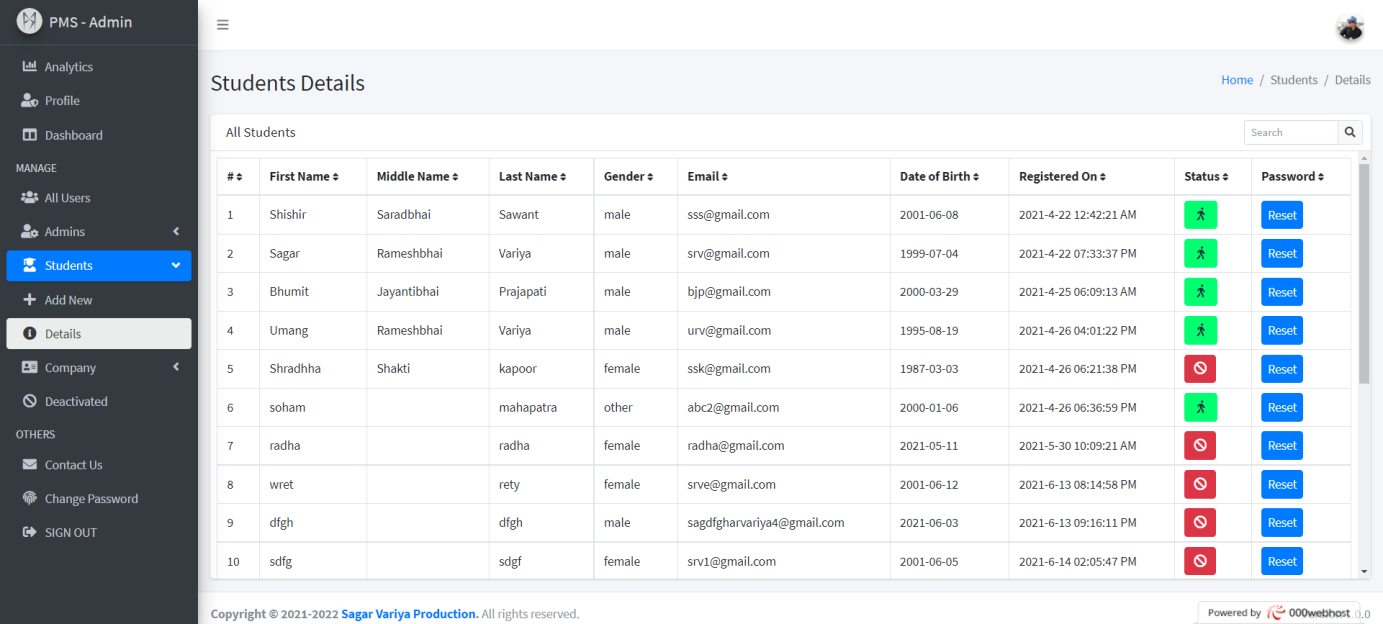 PMS - Admin
Analytics
Profile
Dashboard
MANAGE
All Users
Admins
Students
Add New
Details
Company
Deactivated
OTHERS
Contact Us
Change Password
SIGN OUT
Students Details
Home / Students / Details
All Students
Search
# First Name Middle Name Last Name Gender Email Date of Birth Registered On Status Password
1 Shishir Saradbhai Sawant male sss@gmail.com 2001-06-08 2021-4-22 12:42:21 AM Reset
2 Sagar Rameshbhai Variya male srv@gmail.com 1999-07-04 2021-4-22 07:33:37 PM Reset
3 Bhumit Jayantibhai Prajapati male bjp@gmail.com 2000-03-29 2021-4-25 06:09:13 AM Reset
4 Umang Rameshbhai Variya male urv@gmail.com 1995-08-19 2021-4-26 04:01:22 PM Reset
5 Shradhha Shakti kapoor female ssk@gmail.com 1987-03-03 2021-4-26 06:21:38 PM Reset
6 soham mahapatra other abc2@gmail.com 2000-01-06 2021-4-26 06:36:59 PM Reset
7 radha radha female radha@gmail.com 2021-05-11 2021-5-30 10:09:21 AM Reset
8 wret rety female srve@gmail.com 2001-06-12 2021-6-13 08:14:58 PM Reset
9 dfgh dfgh male sagdfgharvariya4@gmail.com 2021-06-03 2021-6-13 09:16:11 PM Reset
10 sdfg sdgf female srv1@gmail.com 2001-06-05 2021-6-14 02:05:47 PM Reset
Copyright © 2021-2022 Sagar Variya Production. All rights reserved.
Powered by 000webhost